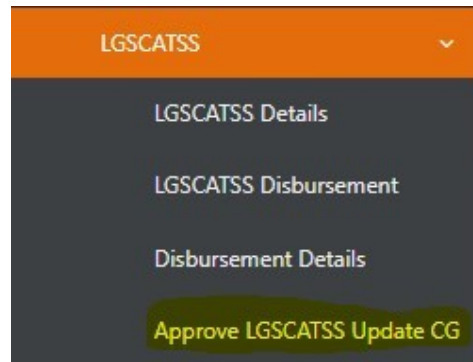 LGSCATSS
LGSCATSS Details
LGSCATSS Disbursement
Disbursement Details
Approve LGSCATSS Update CG